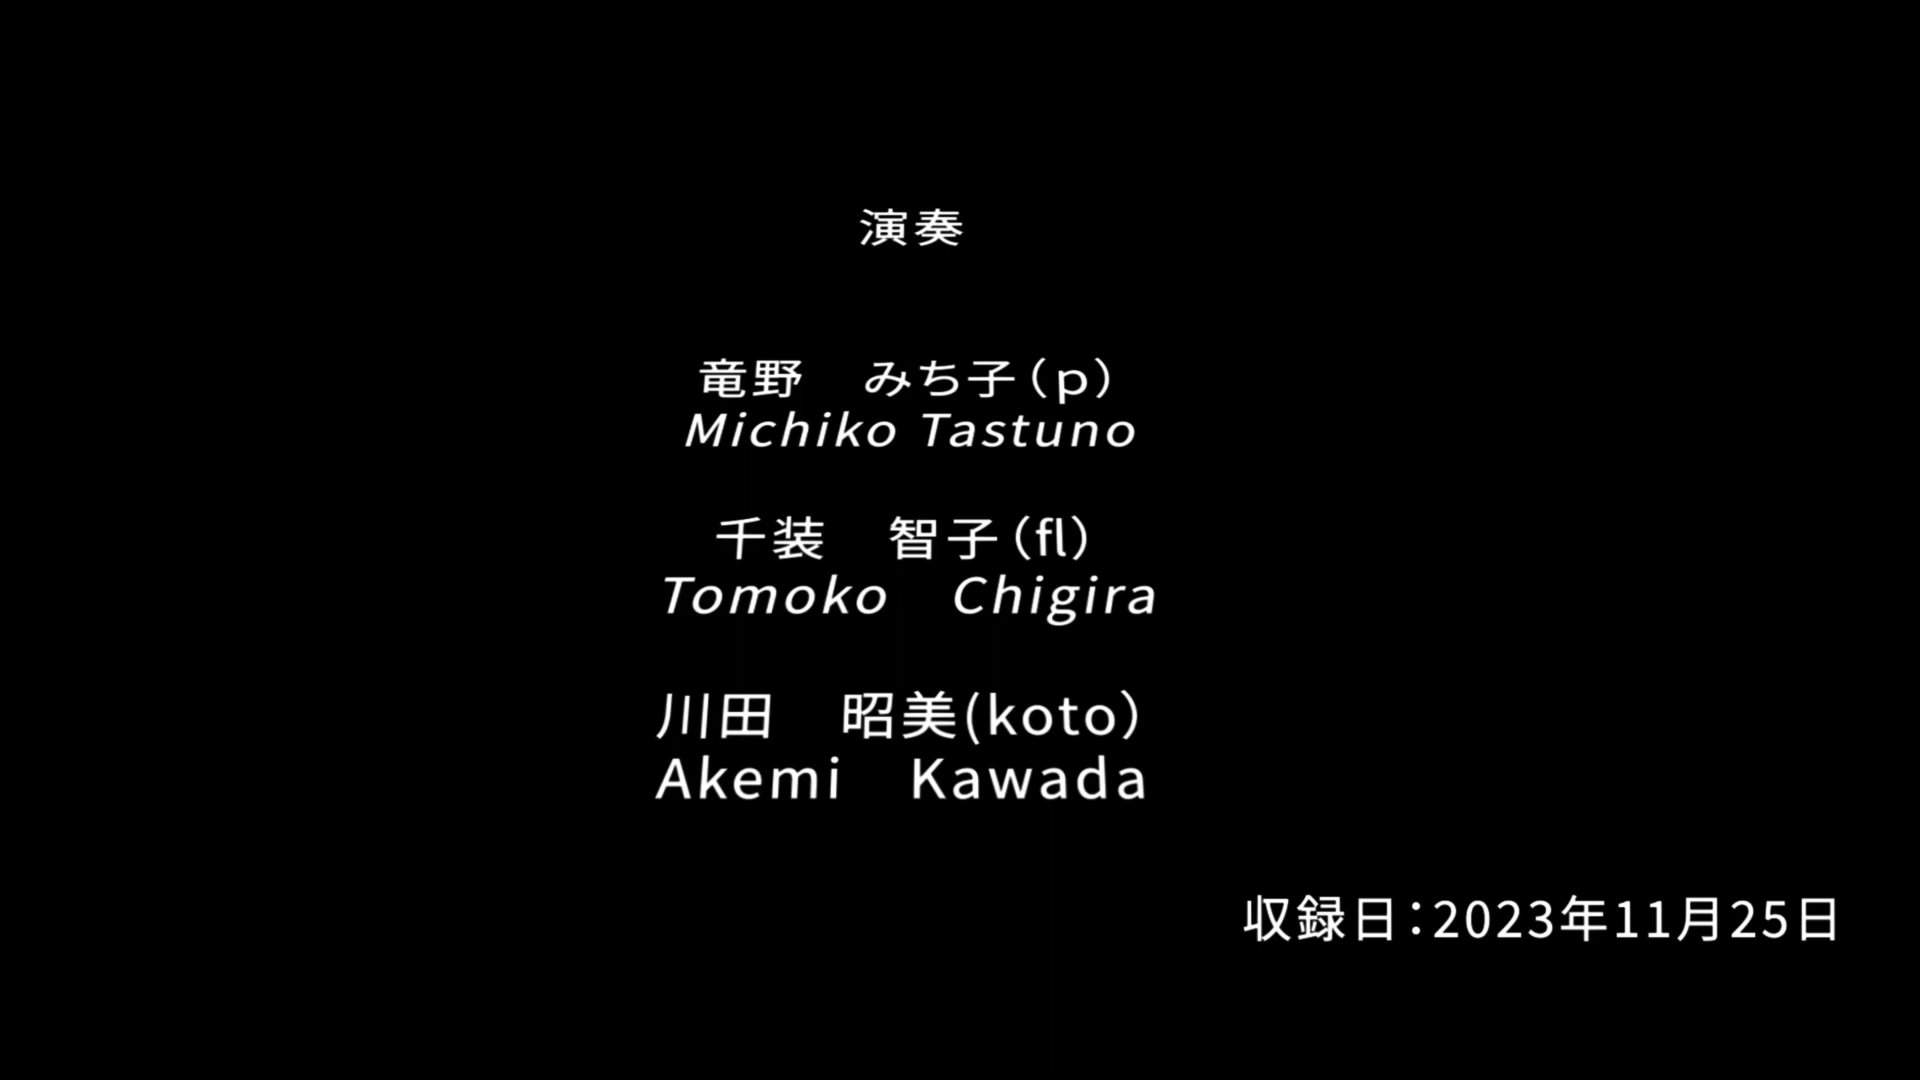 演奏
竜野　みち子（ｐ）
Michiko Tastuno
千装　智子（fl）
Tomoko　Chigira
川田　昭美(koto）
Akemi　Kawada
収録日：2023年11月25日